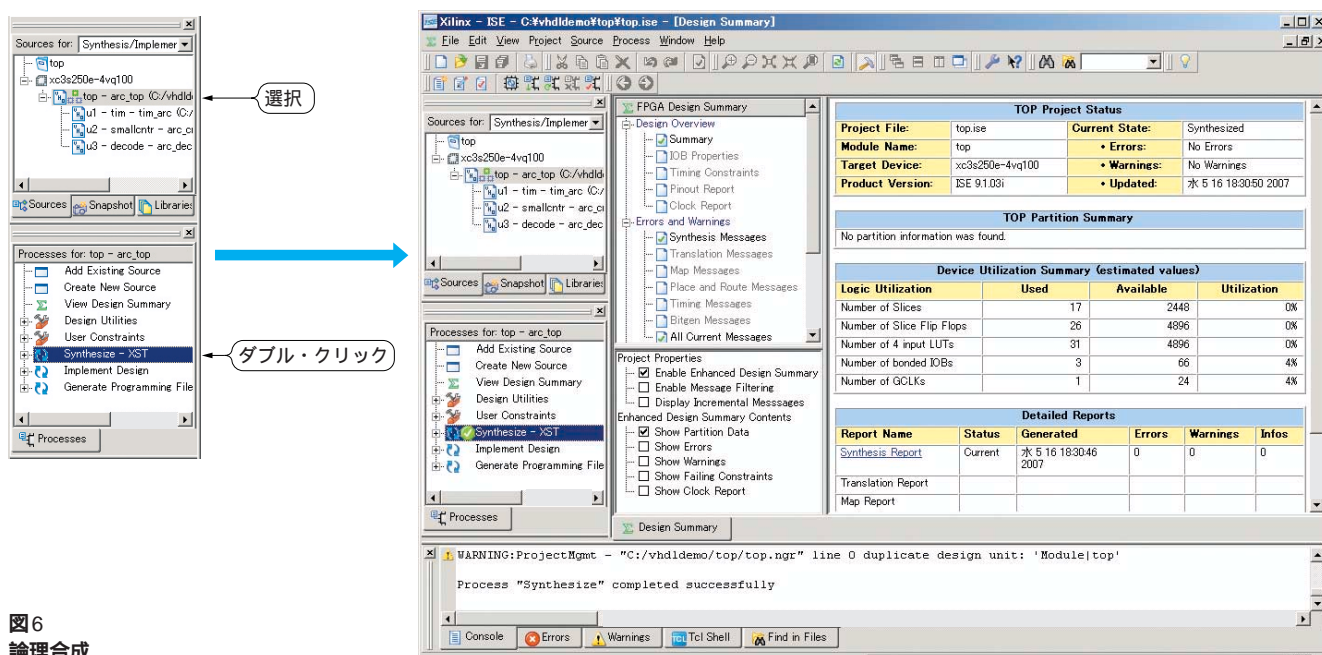 Sources for: Synthesis/Implemer
top
xc3s250e-4vq100
top - arc_top (C:/vhdld
u1 - tim - tim_arc (C:/
u2 - smallcntr - arc_c
u3 - decode - arc_dec
Sources
Snapshot
Libraries
選択
Processes for: top - arc_top
Add Existing Source
Create New Source
View Design Summary
Design Utilities
User Constraints
Synthesize - XST
Implement Design
Generate Programming File
Processes
ダブル・クリック
図6
論理合成
Xilinx - ISE - C:¥vhdldemo¥top¥top.ise - [Design Summary]
File Edit View Project Source Process Window Help
Sources for: Synthesis/Implemer
top
xc3s250e-4vq100
top - arc_top (C:/vhdld
u1 - tim - tim_arc (C:/
u2 - smallcntr - arc_c
u3 - decode - arc_dec
Sources
Snapshot
Libraries
Processes for: top - arc_top
Add Existing Source
Create New Source
View Design Summary
Design Utilities
User Constraints
Synthesize - XST
Implement Design
Generate Programming File
Processes
FPGA Design Summary
Design Overview
Summary
IOB Properties
Timing Constraints
Pinout Report
Clock Report
Errors and Warnings
Synthesis Messages
Translation Messages
Map Messages
Place and Route Messages
Timing Messages
Bitgen Messages
All Current Messages
Project Properties
Enable Enhanced Design Summary
Enable Message Filtering
Display Incremental Messsages
Enhanced Design Summary Contents
Show Partition Data
Show Errors
Show Warnings
Show Failing Constraints
Show Clock Report
Design Summary
TOP Project Status
Project File: top.ise Current State: Synthesized
Module Name: top • Errors: No Errors
Target Device: xc3s250e-4vq100 • Warnings: No Warnings
Product Version: ISE 9.1.03i • Updated: 水 5 16 18:30:50 2007
TOP Partition Summary
No partition information was found.
Device Utilization Summary (estimated values)
Logic Utilization Used Available Utilization
Number of Slices 17 2448 0%
Number of Slice Flip Flops 26 4896 0%
Number of 4 input LUTs 31 4896 0%
Number of bonded IOBs 3 66 4%
Number of GCLKs 1 24 4%
Detailed Reports
Report Name Status Generated Errors Warnings Infos
Synthesis Report Current 水 5 16 18:30:46 2007 0 0 0
Translation Report
Map Report
WARNING:ProjectMgmt - "C:/vhdldemo/top/top.ngr" line 0 duplicate design unit: 'Module|top'
Process "Synthesize" completed successfully
Console
Errors
Warnings
TCL Tcl Shell
Find in Files